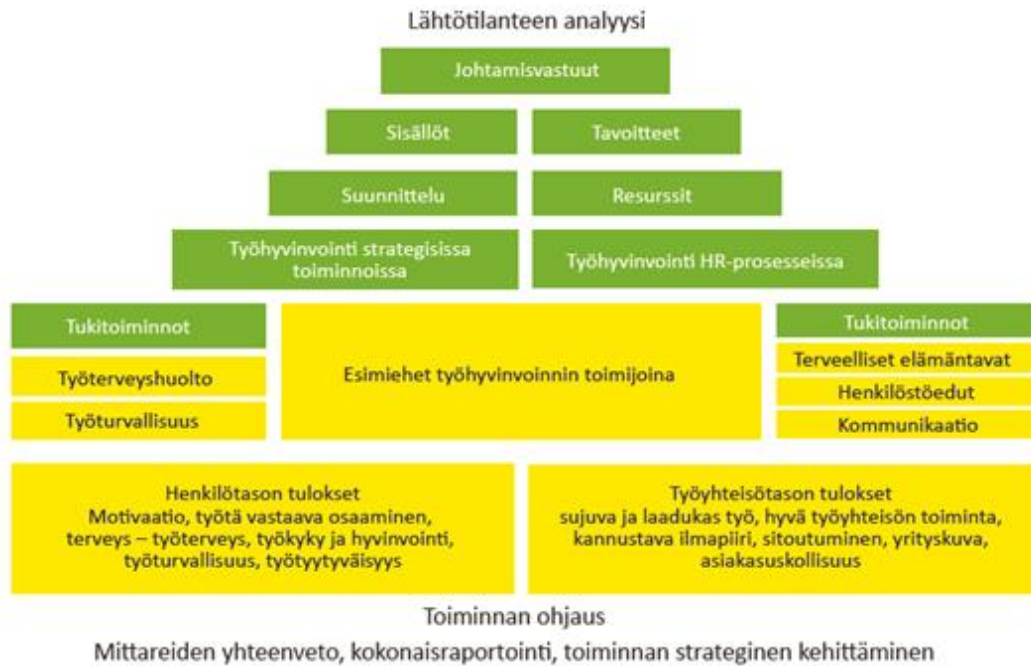 Lähtötilanteen analyysi
Johtamisvastuut
Sisällöt
Tavoitteet
Suunnittelu
Resurssit
Työhyvinvointi strategisissa
toiminnoissa
Työhyvinvointi HR-prosesseissa
Tukitoiminnot
Työterveyshuolto
Työturvallisuus
Esimiehet työhyvinvoinnin toimijoina
Tukitoiminnot
Terveelliset elämäntavat
Henkilöstöedut
Kommunikaatio
Henkilötason tulokset
Motivaatio, työtä vastaava osaaminen,
terveys – työterveys, työkyky ja hyvinvointi,
työturvallisuus, työtyytyväisyys
Työyhteisötason tulokset
sujuva ja laadukas työ, hyvä työyhteisön toiminta,
kannustava ilmapiiri, sitoutuminen, yrityskuva,
asiakasuskollisuus
Toiminnan ohjaus
Mittareiden yhteenveto, kokonaisraportointi, toiminnan strateginen kehittäminen